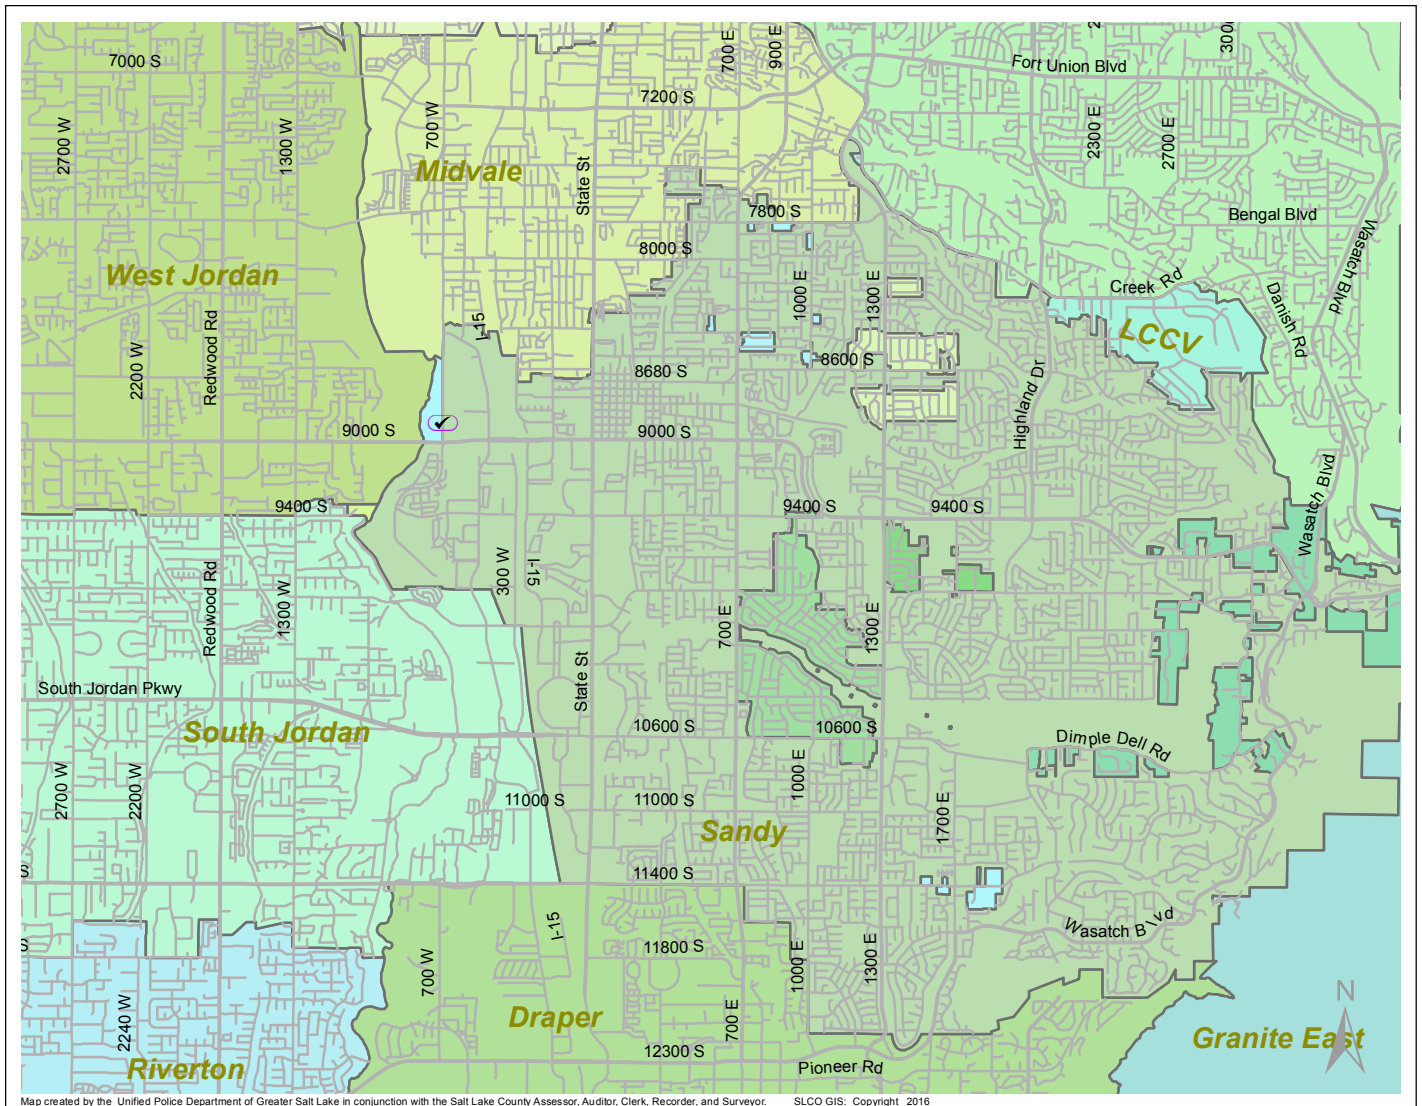 7000 S
2700 W
1300 W
700 W
Midvale
State St
7200 S
700 E
900 E
Fort Union Blvd
2300 E
2700 E
7800 S
Bengal Blvd
8000 S
Wasatch Blvd
West Jordan
Redwood Rd
2200 W
I-15
1000 E
1300 E
Creek Rd
Danish Rd
LCCV
8600 S
8680 S
Highland Dr
9000 S
9000 S
9400 S
9400 S
9400 S
Wasatch Blvd
Redwood Rd
1300 W
300 W
I-15
700 E
1300 E
State St
South Jordan Pkwy
South Jordan
10600 S
10600 S
Dimple Dell Rd
2700 W
2200 W
11000 S
11000 S
1000 E
1700 E
Sandy
11400 S
Wasatch Blvd
I-15
700 W
11800 S
1000 E
1300 E
2240 W
Draper
700 E
N
Granite East
12300 S
Riverton
Pioneer Rd
Map created by the Unified Police Department of Greater Salt Lake in conjunction with the Salt Lake County Assessor, Auditor, Clerk, Recorder, and Surveyor. SLCO GIS: Copyright 2016